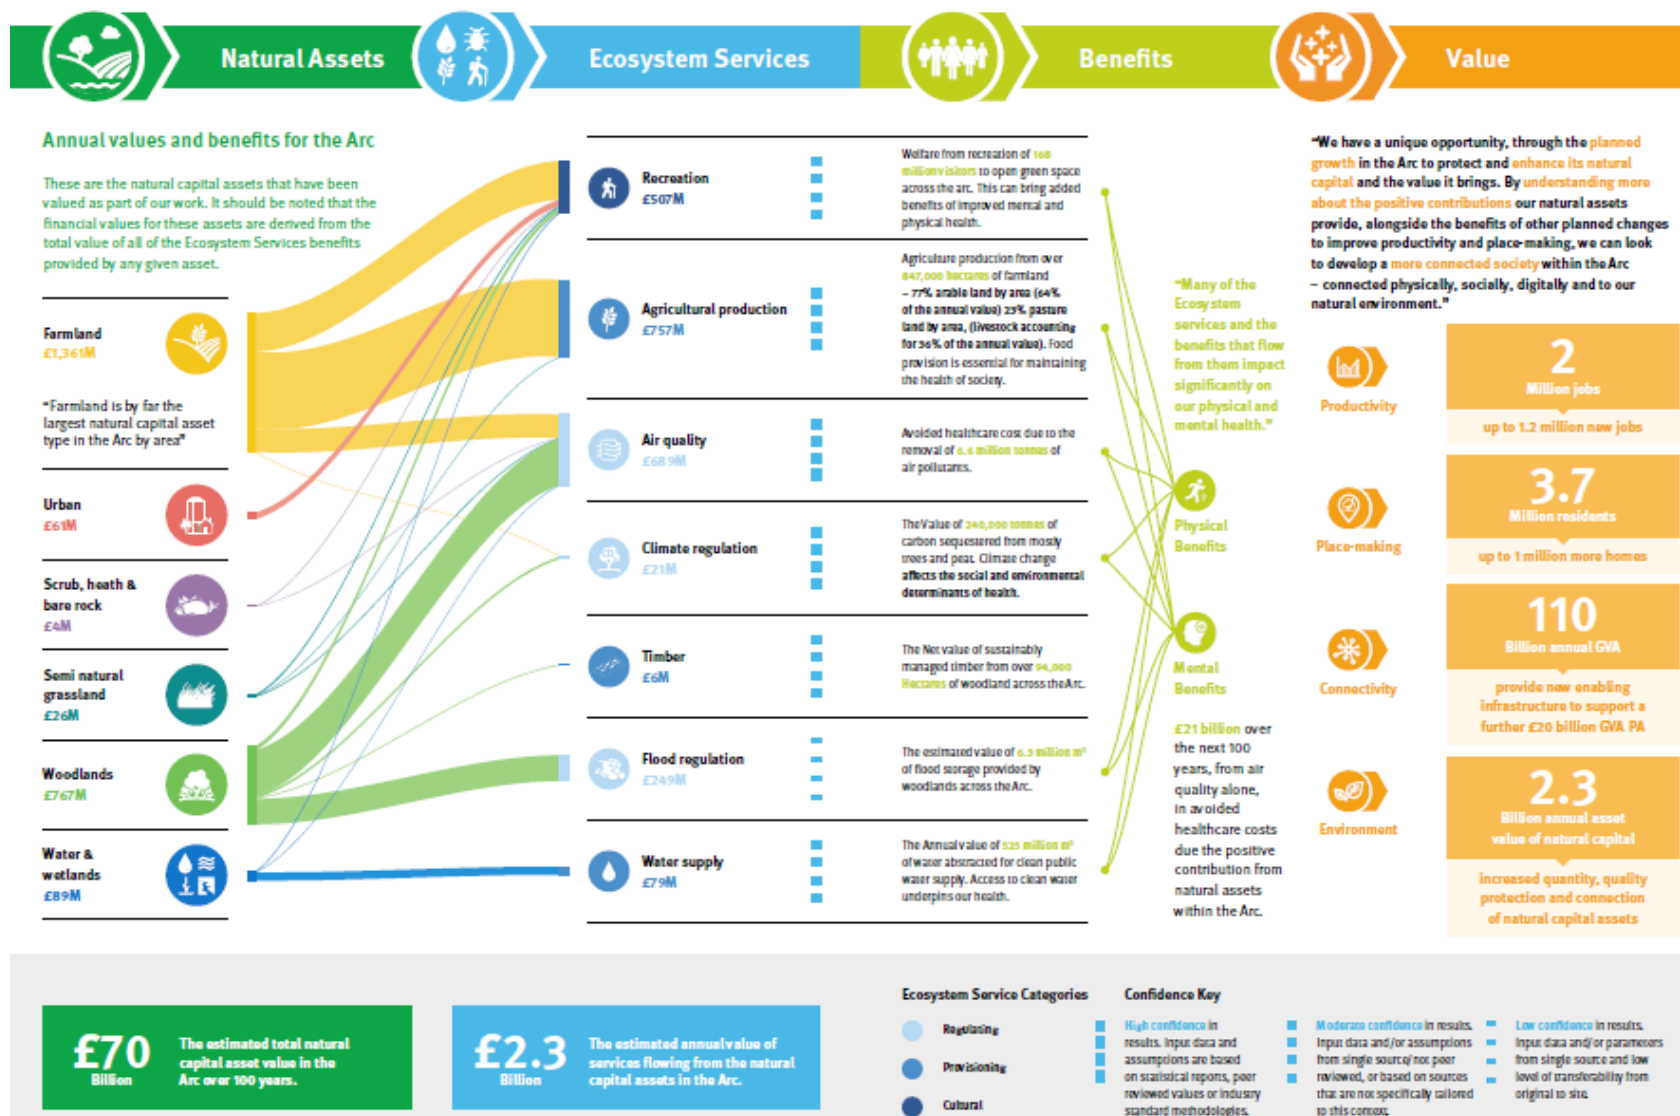 Natural Assets
Ecosystem Services
Benefits
Value
Annual values and benefits for the Arc
These are the natural capital assets that have been
valued as part of our work. It should be noted that the
financial values for these assets are derived from the
total value of all of the Ecosystem Services benefits
provided by any given asset.
Farmland
£1,361M
“Farmland is by far the
largest natural capital asset
type in the Arc by area”
Urban
£61M
Scrub, heath &
bare rock
£4M
Semi natural
grassland
£26M
Woodlands
£767M
Water &
wetlands
£89M
Recreation
£507M
Agricultural production
£757M
Air quality
£689M
Climate regulation
£21M
Timber
£6M
Flood regulation
£249M
Water supply
£79M
Welfare from recreation of 168
million visitors to open green space
across the arc. This can bring added
benefits of improved mental and
physical health.
Agriculture production from over
847,000 hectares of farmland
– 77% arable land by area (64%
of the annual value) 23% pasture
land by area, (livestock accounting
for 36% of the annual value). Food
provision is essential for maintaining
the health of society.
Avoided healthcare cost due to the
removal of 6.6 million tonnes of
air pollutants.
The Value of 240,000 tonnes of
carbon sequestered from mostly
trees and peat. Climate change
affects the social and environmental
determinants of health.
The Net value of sustainably
managed timber from over 94,000
Hectares of woodland across the Arc.
The estimated value of 6.3 million m³
of flood storage provided by
woodlands across the Arc.
The Annual value of 525 million m³
of water abstracted for clean public
water supply. Access to clean water
underpins our health.
“Many of the
Ecosystem
services and the
benefits that flow
from them impact
significantly on
our physical and
mental health.”
Physical
Benefits
Mental
Benefits
£21 billion over
the next 100
years, from air
quality alone,
in avoided
healthcare costs
due the positive
contribution from
natural assets
within the Arc.
“We have a unique opportunity, through the planned
growth in the Arc to protect and enhance its natural
capital and the value it brings. By understanding more
about the positive contributions our natural assets
provide, alongside the benefits of other planned changes
to improve productivity and place-making, we can look
to develop a more connected society within the Arc
– connected physically, socially, digitally and to our
natural environment.”
Productivity
2
Million jobs
up to 1.2 million new jobs
Place-making
3.7
Million residents
up to 1 million more homes
Connectivity
110
Billion annual GVA
provide new enabling
infrastructure to support a
further £20 billion GVA PA
Environment
2.3
Billion annual asset
value of natural capital
increased quantity, quality
protection and connection
of natural capital assets
£70
Billion
The estimated total natural
capital asset value in the
Arc over 100 years.
£2.3
Billion
The estimated annual value of
services flowing from the natural
capital assets in the Arc.
Ecosystem Service Categories
Regulating
Provisioning
Cultural
Confidence Key
High confidence in
results. Input data and
assumptions are based
on statistical reports, peer
reviewed values or industry
standard methodologies.
Moderate confidence in results.
Input data and/or assumptions
from single source/not peer
reviewed, or based on sources
that are not specifically tailored
to this context.
Low confidence in results.
Input data and/or parameters
from single source and low
level of transferability from
original to site.